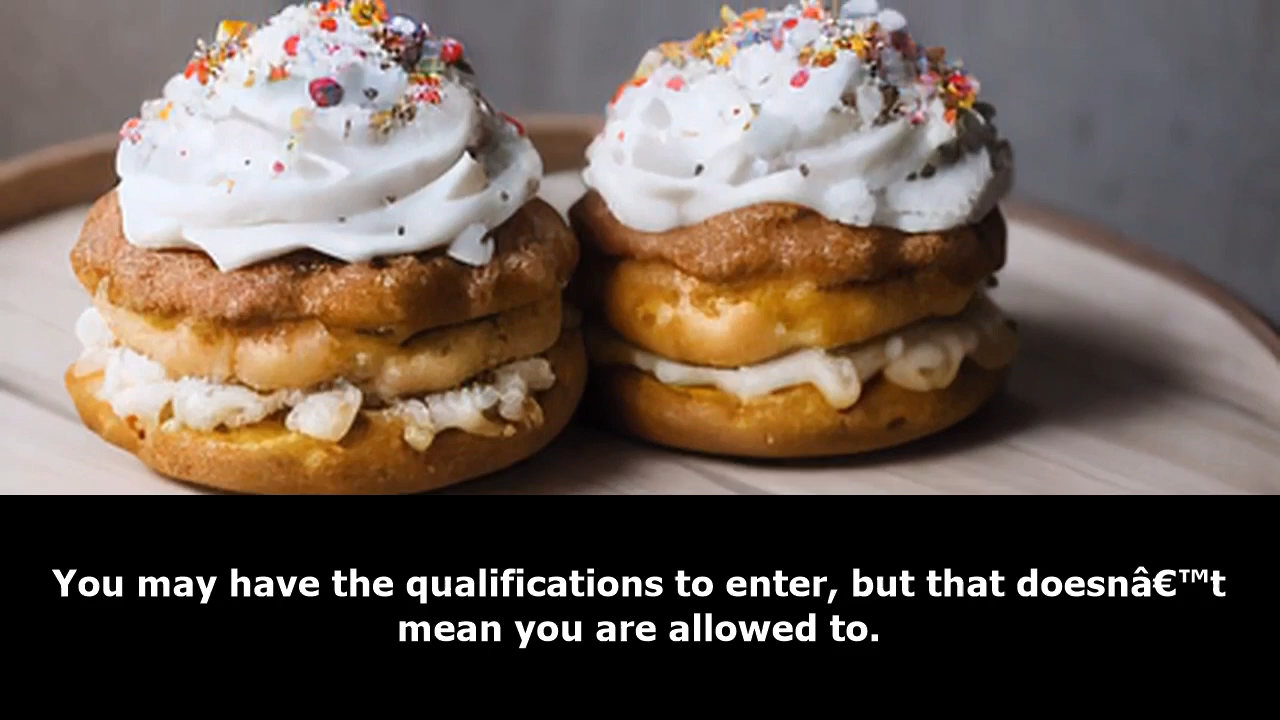 You may have the qualifications to enter, but that doesnâ€™t
mean you are allowed to.